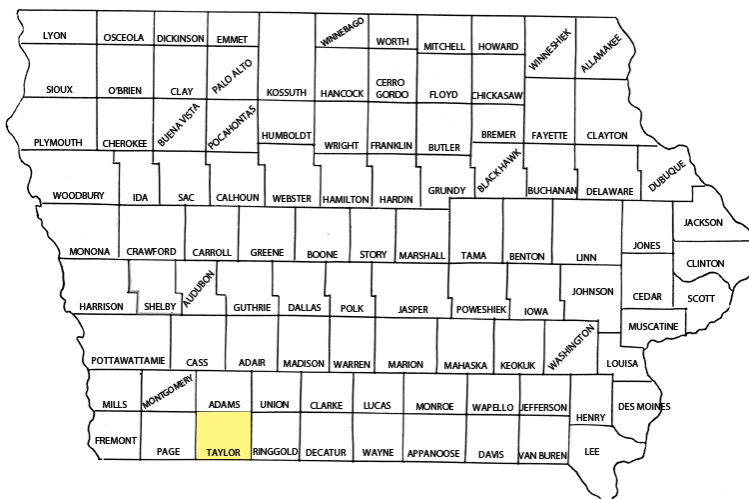 LYON OSCEOLA DICKINSON EMMET WINNEBAGO WORTH MITCHELL HOWARD WINNESHIEK ALLAMAKEE
SIOUX O'BRIEN CLAY PALO ALTO KOSSUTH HANCOCK CERRO GORDO FLOYD CHICKASAW
PLYMOUTH CHEROKEE BUENA VISTA POCAHONTAS HUMBOLDT WRIGHT FRANKLIN BUTLER BREMER FAYETTE CLAYTON
WOODBURY IDA SAC CALHOUN WEBSTER HAMILTON HARDIN GRUNDY BLACK HAWK BUCHANAN DELAWARE DUBUQUE
MONONA CRAWFORD CARROLL GREENE BOONE STORY MARSHALL TAMA BENTON LINN JONES JACKSON
HARRISON SHELBY AUDUBON GUTHRIE DALLAS POLK JASPER POWESHIEK IOWA JOHNSON CEDAR CLINTON SCOTT
POTTAWATTAMIE CASS ADAIR MADISON WARREN MARION MAHASKA KEOKUK WASHINGTON MUSCATINE LOUISA
MILLS MONTGOMERY ADAMS UNION CLARKE LUCAS MONROE WAPELLO JEFFERSON HENRY DES MOINES
FREMONT PAGE TAYLOR RINGGOLD DECATUR WAYNE APPANOOSE DAVIS VAN BUREN LEE